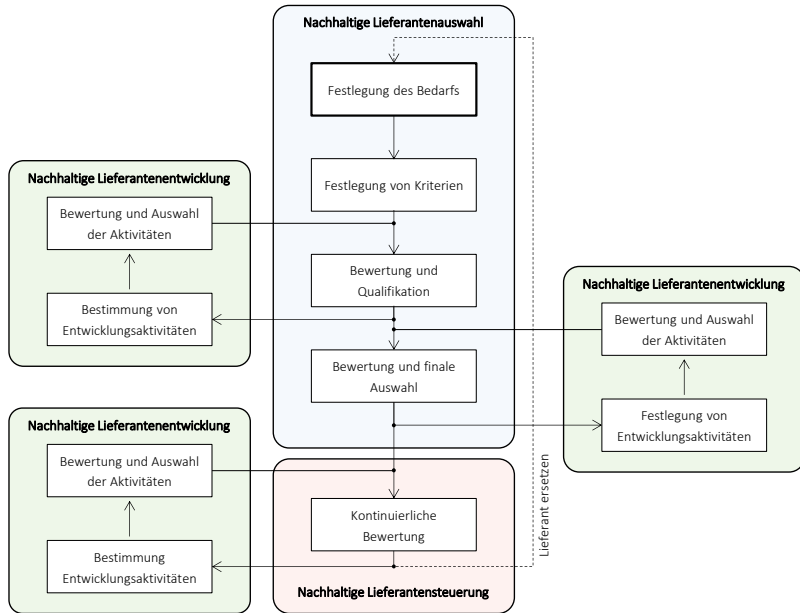 Nachhaltige Lieferantenauswahl
Festlegung des Bedarfs
Festlegung von Kriterien
Nachhaltige Lieferantenentwicklung
Bewertung und Auswahl
der Aktivitäten
Bestimmung von
Entwicklungsaktivitäten
Bewertung und
Qualifikation
Nachhaltige Lieferantenentwicklung
Bewertung und Auswahl
der Aktivitäten
Festlegung von
Entwicklungsaktivitäten
Bewertung und finale
Auswahl
Nachhaltige Lieferantenentwicklung
Bewertung und Auswahl
der Aktivitäten
Bestimmung
Entwicklungsaktivitäten
Kontinuierliche
Bewertung
Nachhaltige Lieferantensteuerung
Lieferant ersetzen